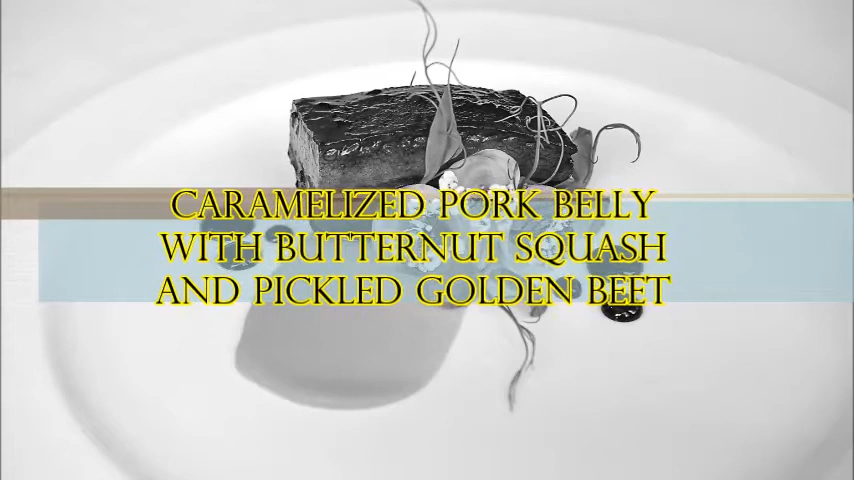 CARAMELIZED PORK BELLY
WITH BUTTERNUT SQUASH
AND PICKLED GOLDEN BEET